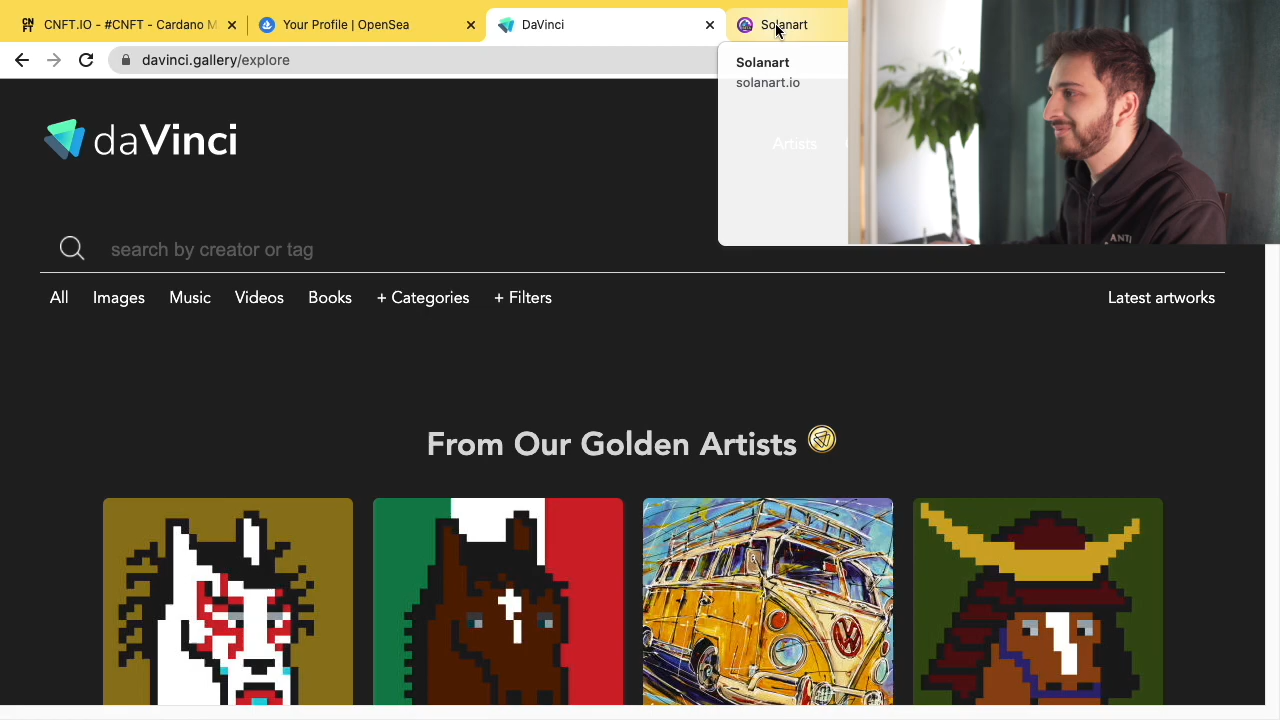 CNFT.IO - #CNFT - Cardano M
Your Profile | OpenSea
DaVinci
Solanart
davinci.gallery/explore
Solanart
solanart.io
daVinci
Artists
search by creator or tag
All
Images
Music
Videos
Books
+ Categories
+ Filters
Latest artworks
From Our Golden Artists
ANTI